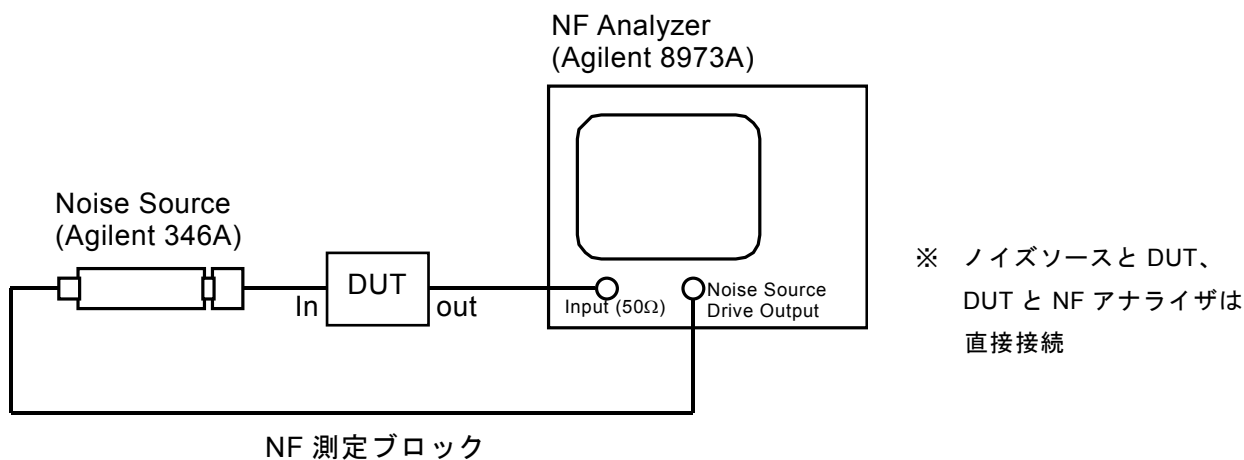 NF Analyzer
(Agilent 8973A)
Noise Source
(Agilent 346A)
In
DUT
out
Input (50Ω)
Noise Source
Drive Output
※ ノイズソースと DUT、
DUT と NF アナライザは
直接接続
NF 測定ブロック